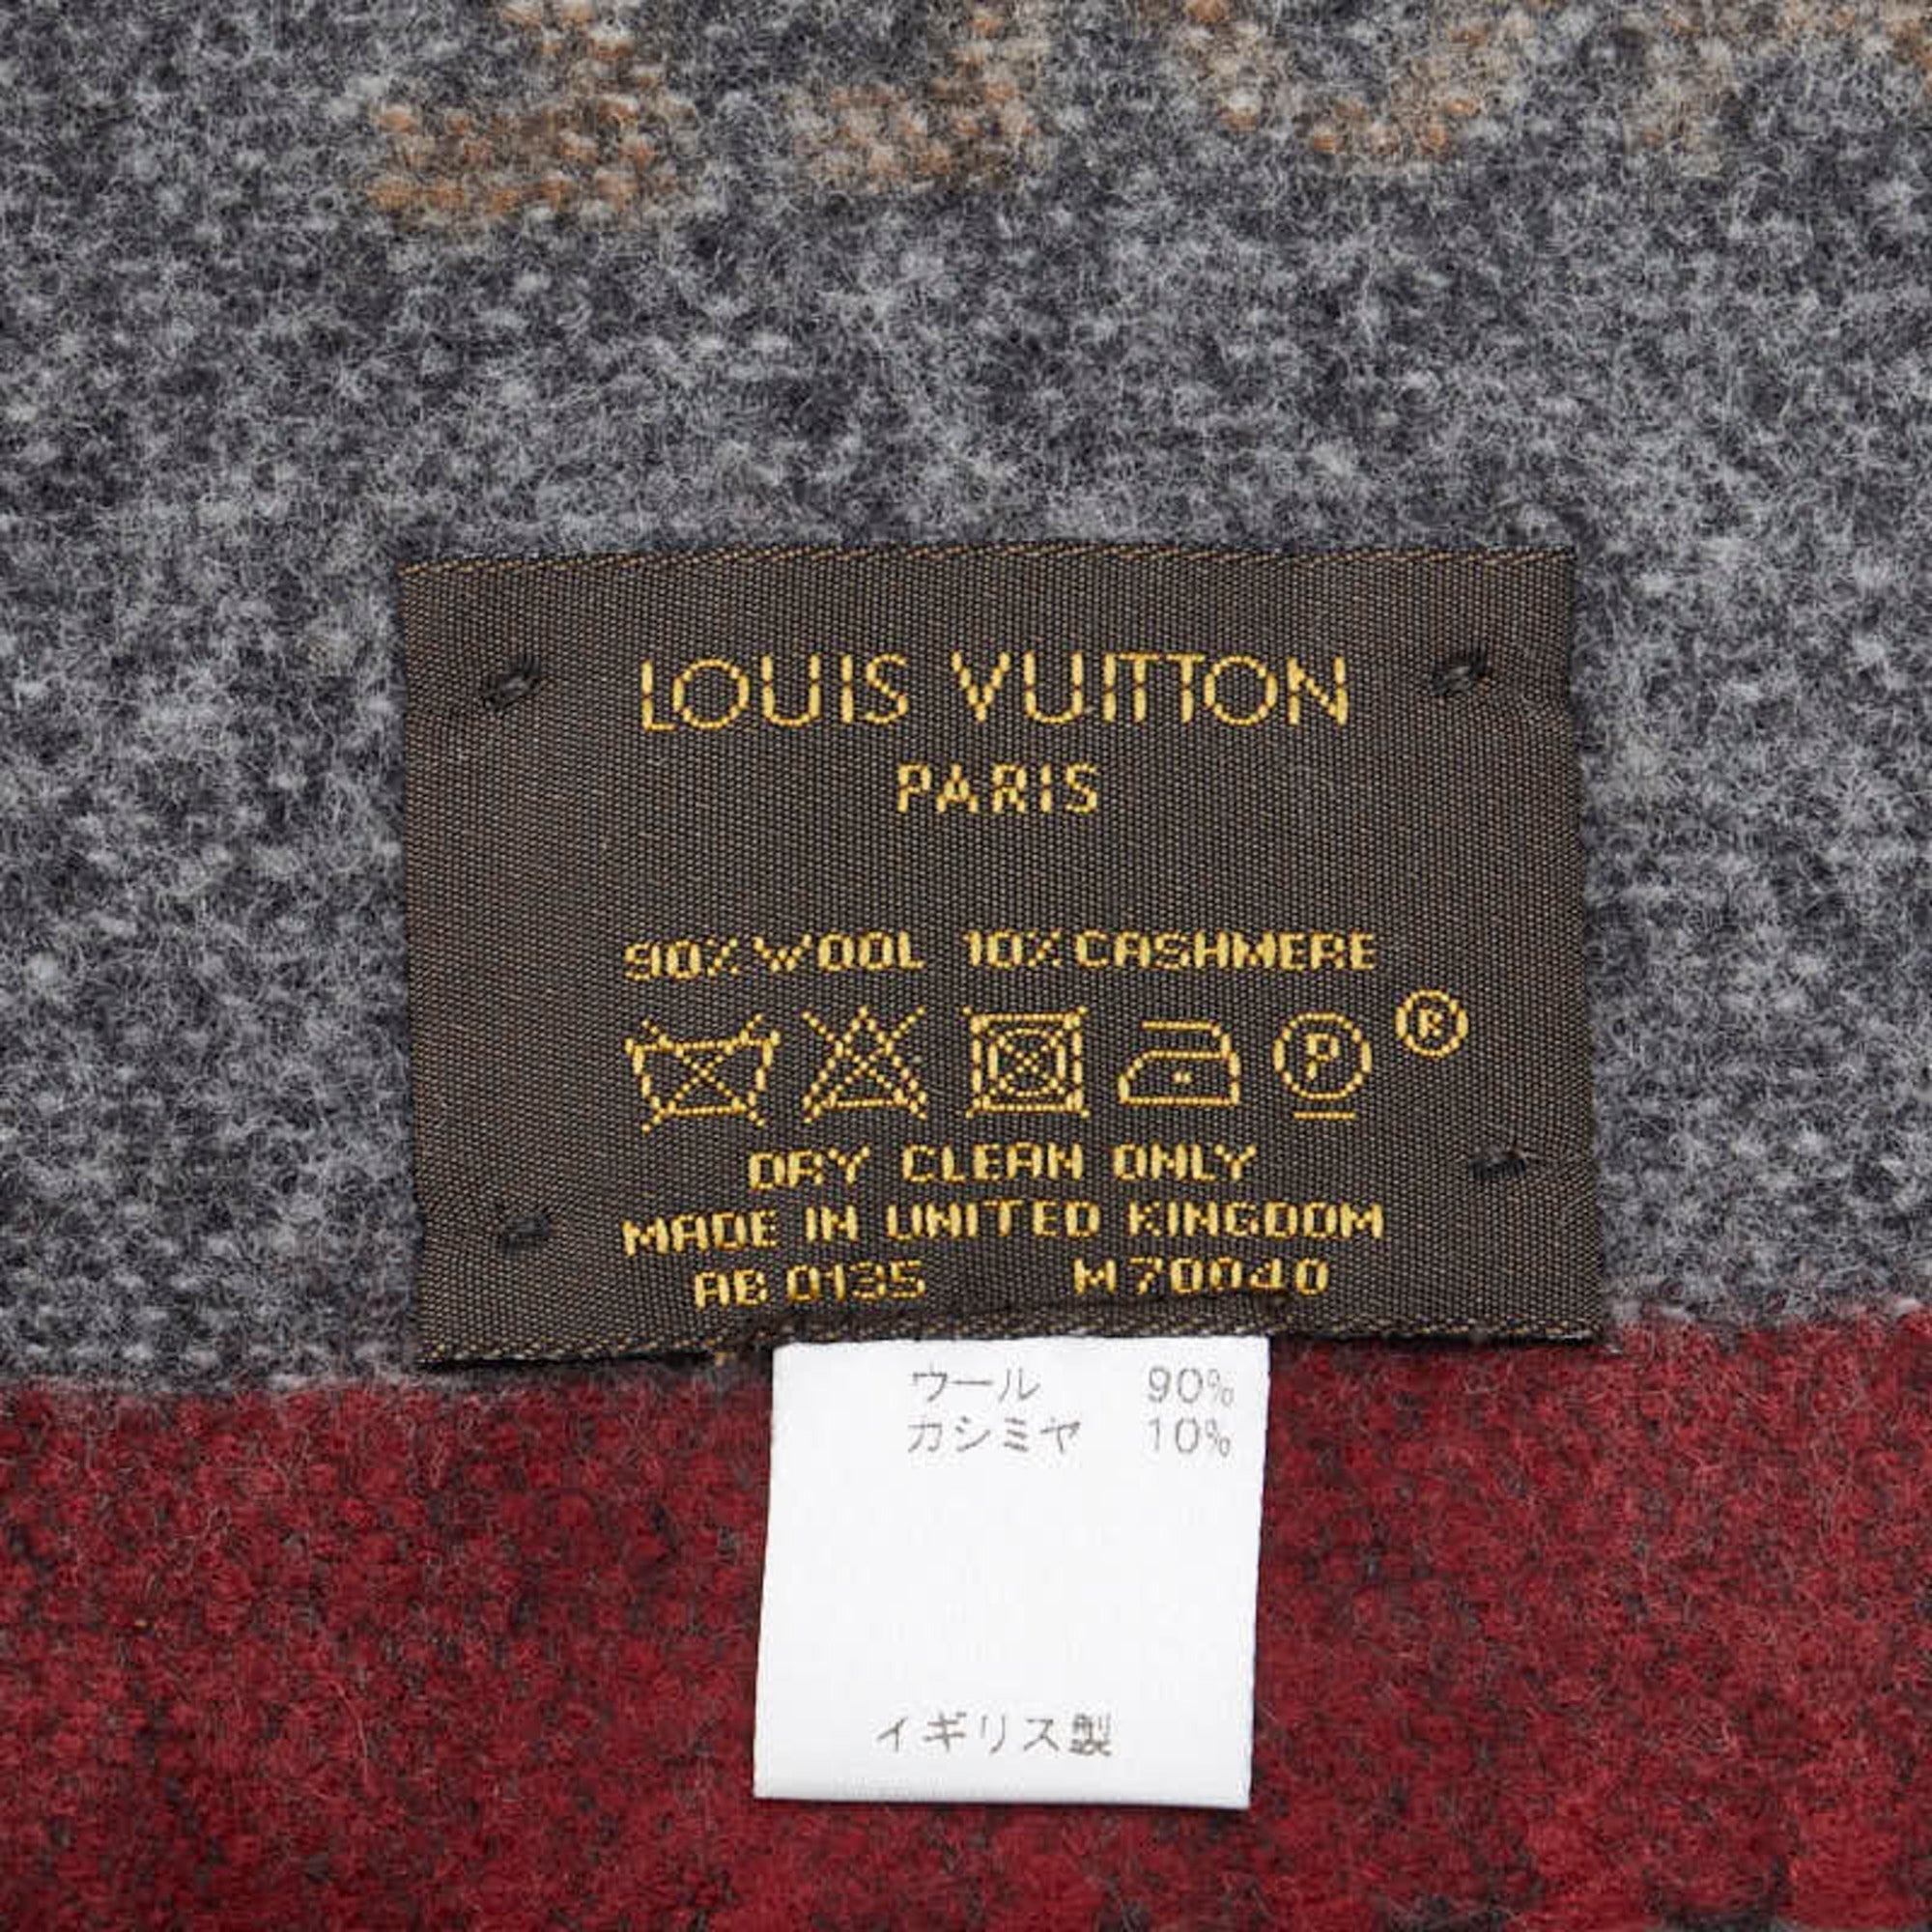 LOUIS VUITTON
PARIS
90% WOOL 10% CASHMERE
P ®
DRY CLEAN ONLY
MADE IN UNITED KINGDOM
AB 0135 M70040
ウール 90%
カシミヤ 10%
イギリス製